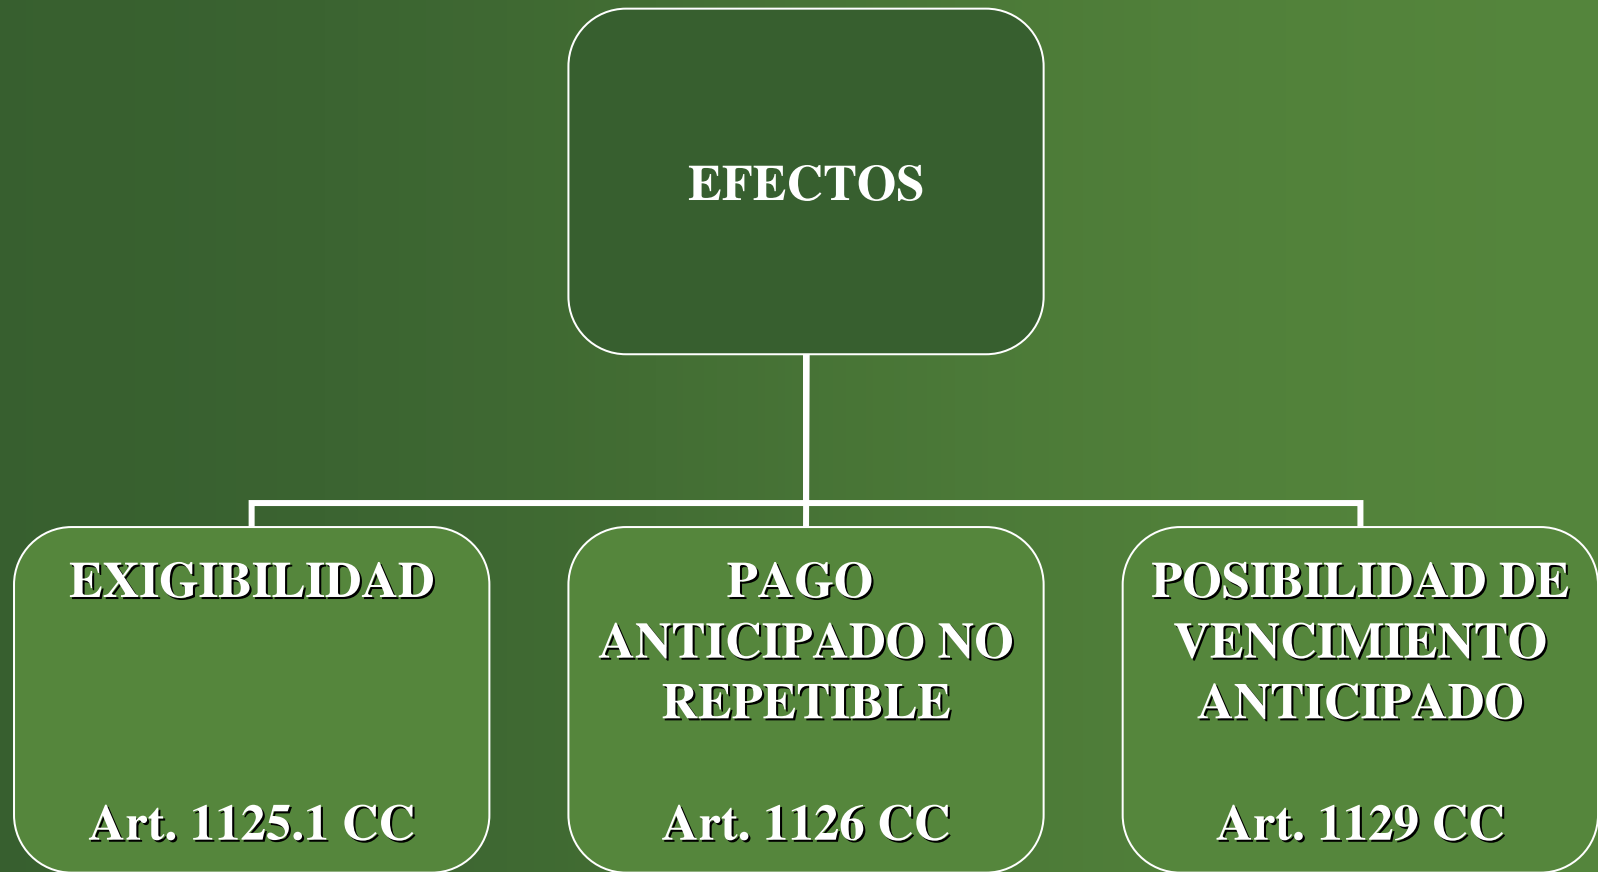 EFECTOS
EXIGIBILIDAD
Art. 1125.1 CC
PAGO
ANTICIPADO NO
REPETIBLE
Art. 1126 CC
POSIBILIDAD DE
VENCIMIENTO
ANTICIPADO
Art. 1129 CC